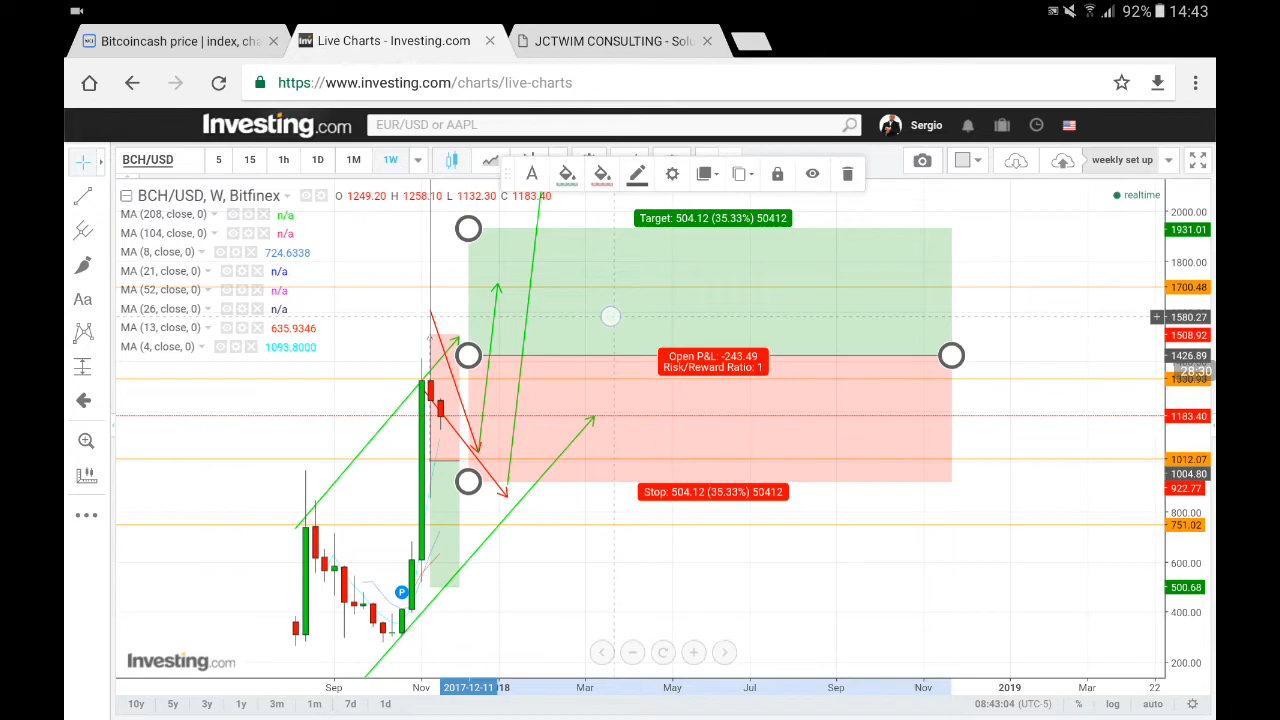 92% 14:43
Bitcoincash price | index, cha
Live Charts - Investing.com
JCTWIM CONSULTING - Solu
https://www.investing.com/charts/live-charts
Investing.com
EUR/USD or AAPL
Sergio
BCH/USD 5 15 1h 1D 1M 1W
A
weekly set up
BCH/USD, W, Bitfinex O 1249.20 H 1258.10 L 1132.30 C 1183.40
realtime
MA (208, close, 0) n/a
MA (104, close, 0) n/a
MA (8, close, 0) 724.6338
MA (21, close, 0) n/a
MA (52, close, 0) n/a
MA (26, close, 0) n/a
MA (13, close, 0) 635.9346
MA (4, close, 0) 1093.8000
Aa
Target: 504.12 (35.33%) 50412
Open P&L: -243.49
Risk/Reward Ratio: 1
Stop: 504.12 (35.33%) 50412
P
2000.00
1931.01
1800.00
1700.48
1580.27
1508.92
1426.89
28:30
1183.40
1012.07
1004.80
922.77
800.00
751.02
600.00
500.68
400.00
200.00
Investing.com
Sep Nov 2017-12-11 18 Mar May Jul Sep Nov 2019 Mar 22
10y 5y 3y 1y 3m 1m 7d 1d
08:43:04 (UTC-5) % log auto